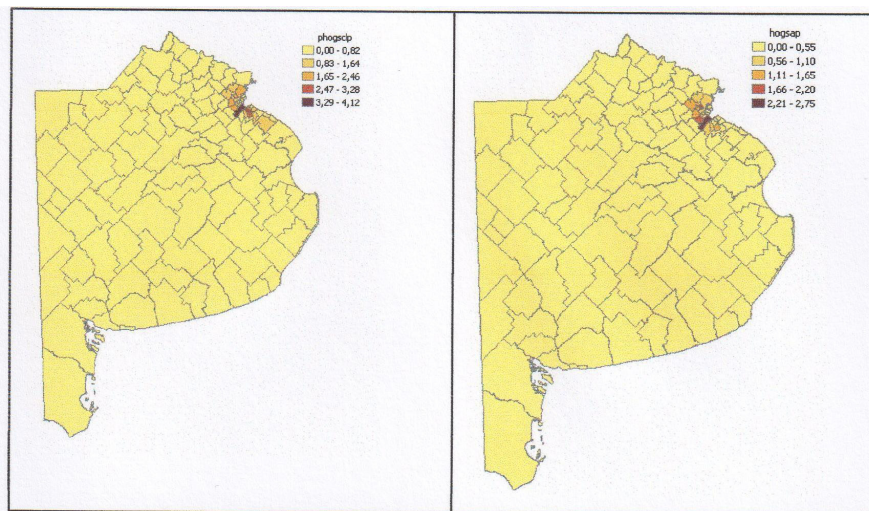 phogsclp
0,00 - 0,82
0,83 - 1,64
1,65 - 2,46
2,47 - 3,28
3,29 - 4,12
hogsap
0,00 - 0,55
0,56 - 1,10
1,11 - 1,65
1,66 - 2,20
2,21 - 2,75